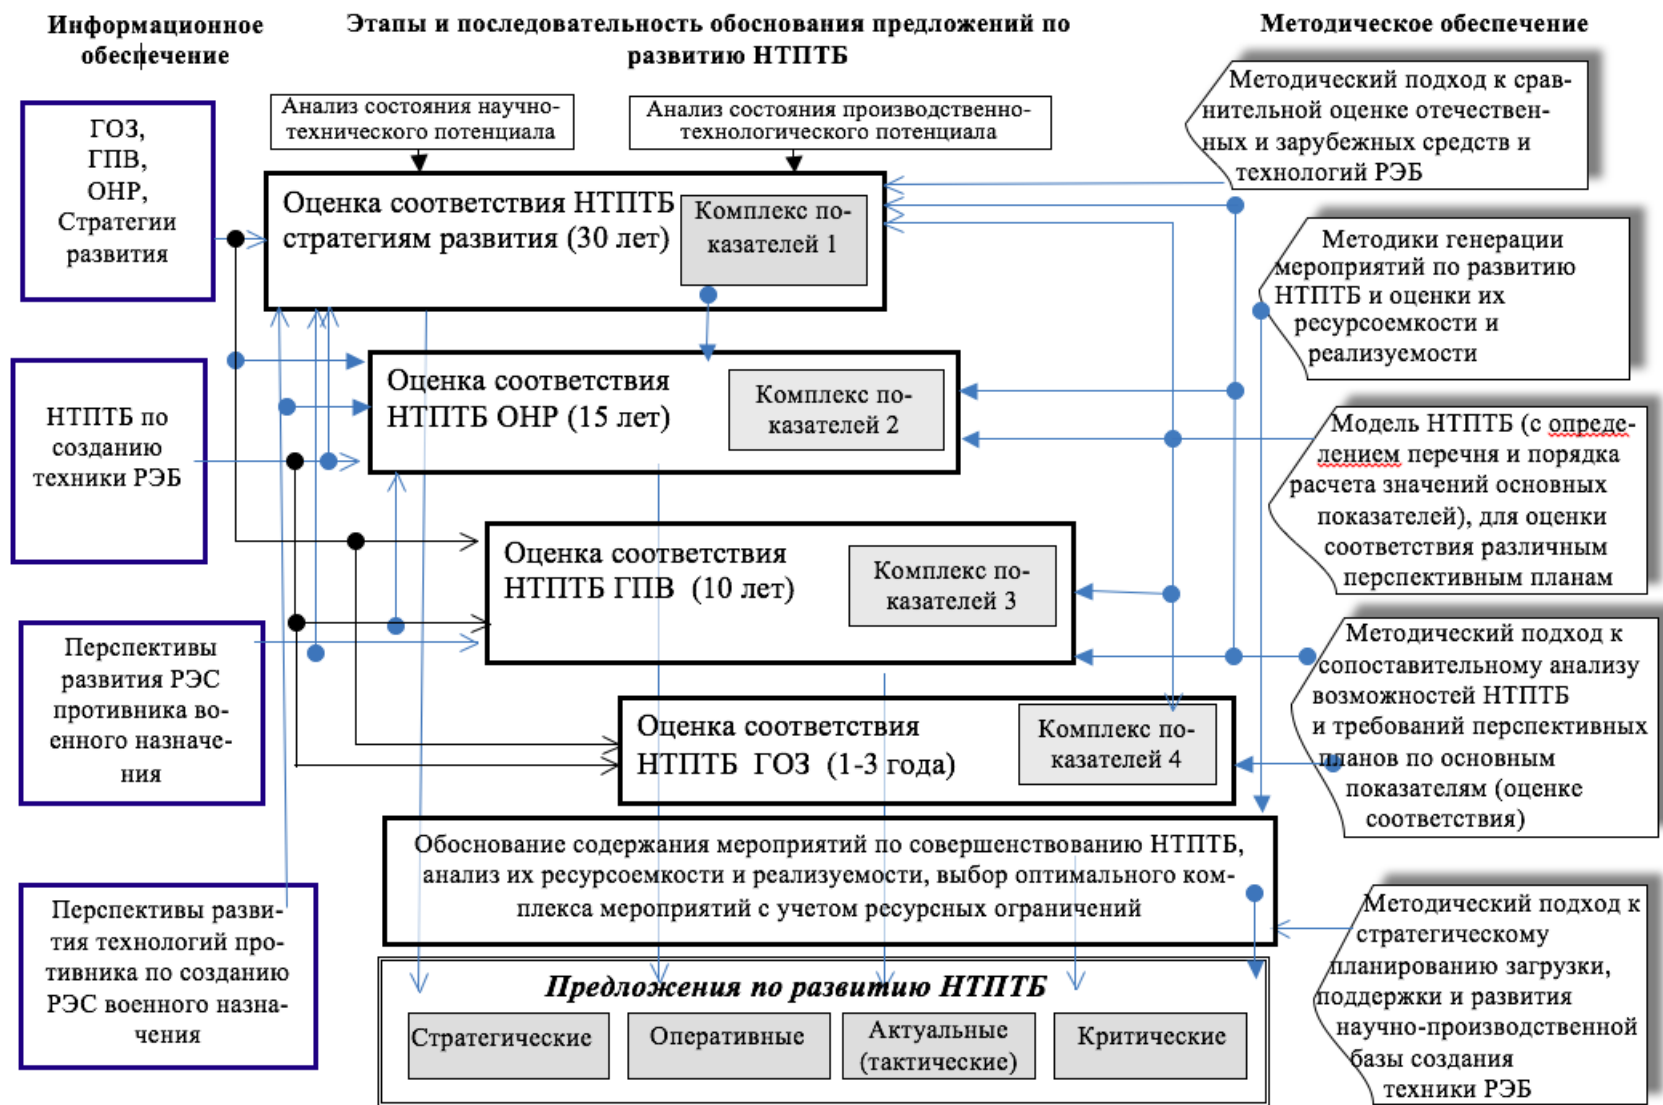 Информационное
обеспечение
Этапы и последовательность обоснования предложений по
развитию НТПТБ
Методическое обеспечение
ГОЗ,
ГПВ,
ОНР,
Стратегии
развития
НТПТБ по
созданию
техники РЭБ
Перспективы
развития РЭС
противника во-
енного назначе-
ния
Перспективы разви-
тия технологий про-
тивника по созданию
РЭС военного назна-
чения
Анализ состояния научно-
технического потенциала
Анализ состояния производственно-
технологического потенциала
Оценка соответствия НТПТБ
стратегиям развития (30 лет)
Комплекс по-
казателей 1
Оценка соответствия
НТПТБ ОНР (15 лет)
Комплекс по-
казателей 2
Оценка соответствия
НТПТБ ГПВ (10 лет)
Комплекс по-
казателей 3
Оценка соответствия
НТПТБ ГОЗ (1-3 года)
Комплекс по-
казателей 4
Обоснование содержания мероприятий по совершенствованию НТПТБ,
анализ их ресурсоемкости и реализуемости, выбор оптимального ком-
плекса мероприятий с учетом ресурсных ограничений
Предложения по развитию НТПТБ
Стратегические
Оперативные
Актуальные
(тактические)
Критические
Методический подход к срав-
нительной оценке отечествен-
ных и зарубежных средств и
технологий РЭБ
Методики генерации
мероприятий по развитию
НТПТБ и оценки их
ресурсоемкости и
реализуемости
Модель НТПТБ (с опреде-
лением перечня и порядка
расчета значений основных
показателей), для оценки
соответствия различным
перспективным планам
Методический подход к
сопоставительному анализу
возможностей НТПТБ
и требований перспективных
планов по основным
показателям (оценке
соответствия)
Методический подход к
стратегическому
планированию загрузки,
поддержки и развития
научно-производственной
базы создания
техники РЭБ